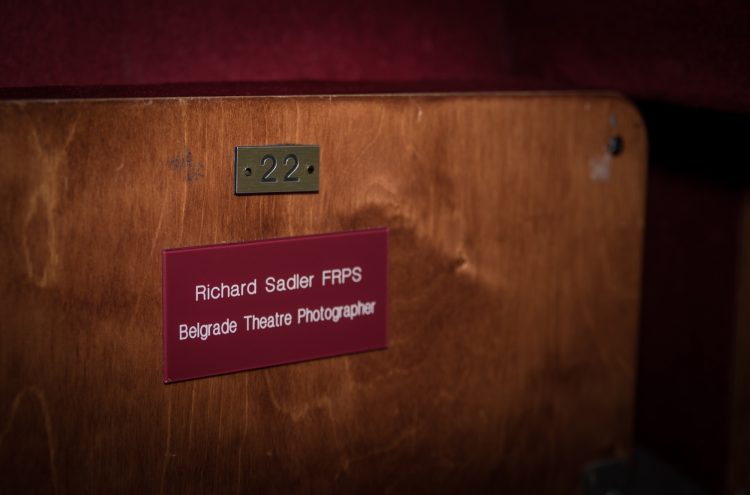 22
Richard Sadler FRPS
Belgrade Theatre Photographer